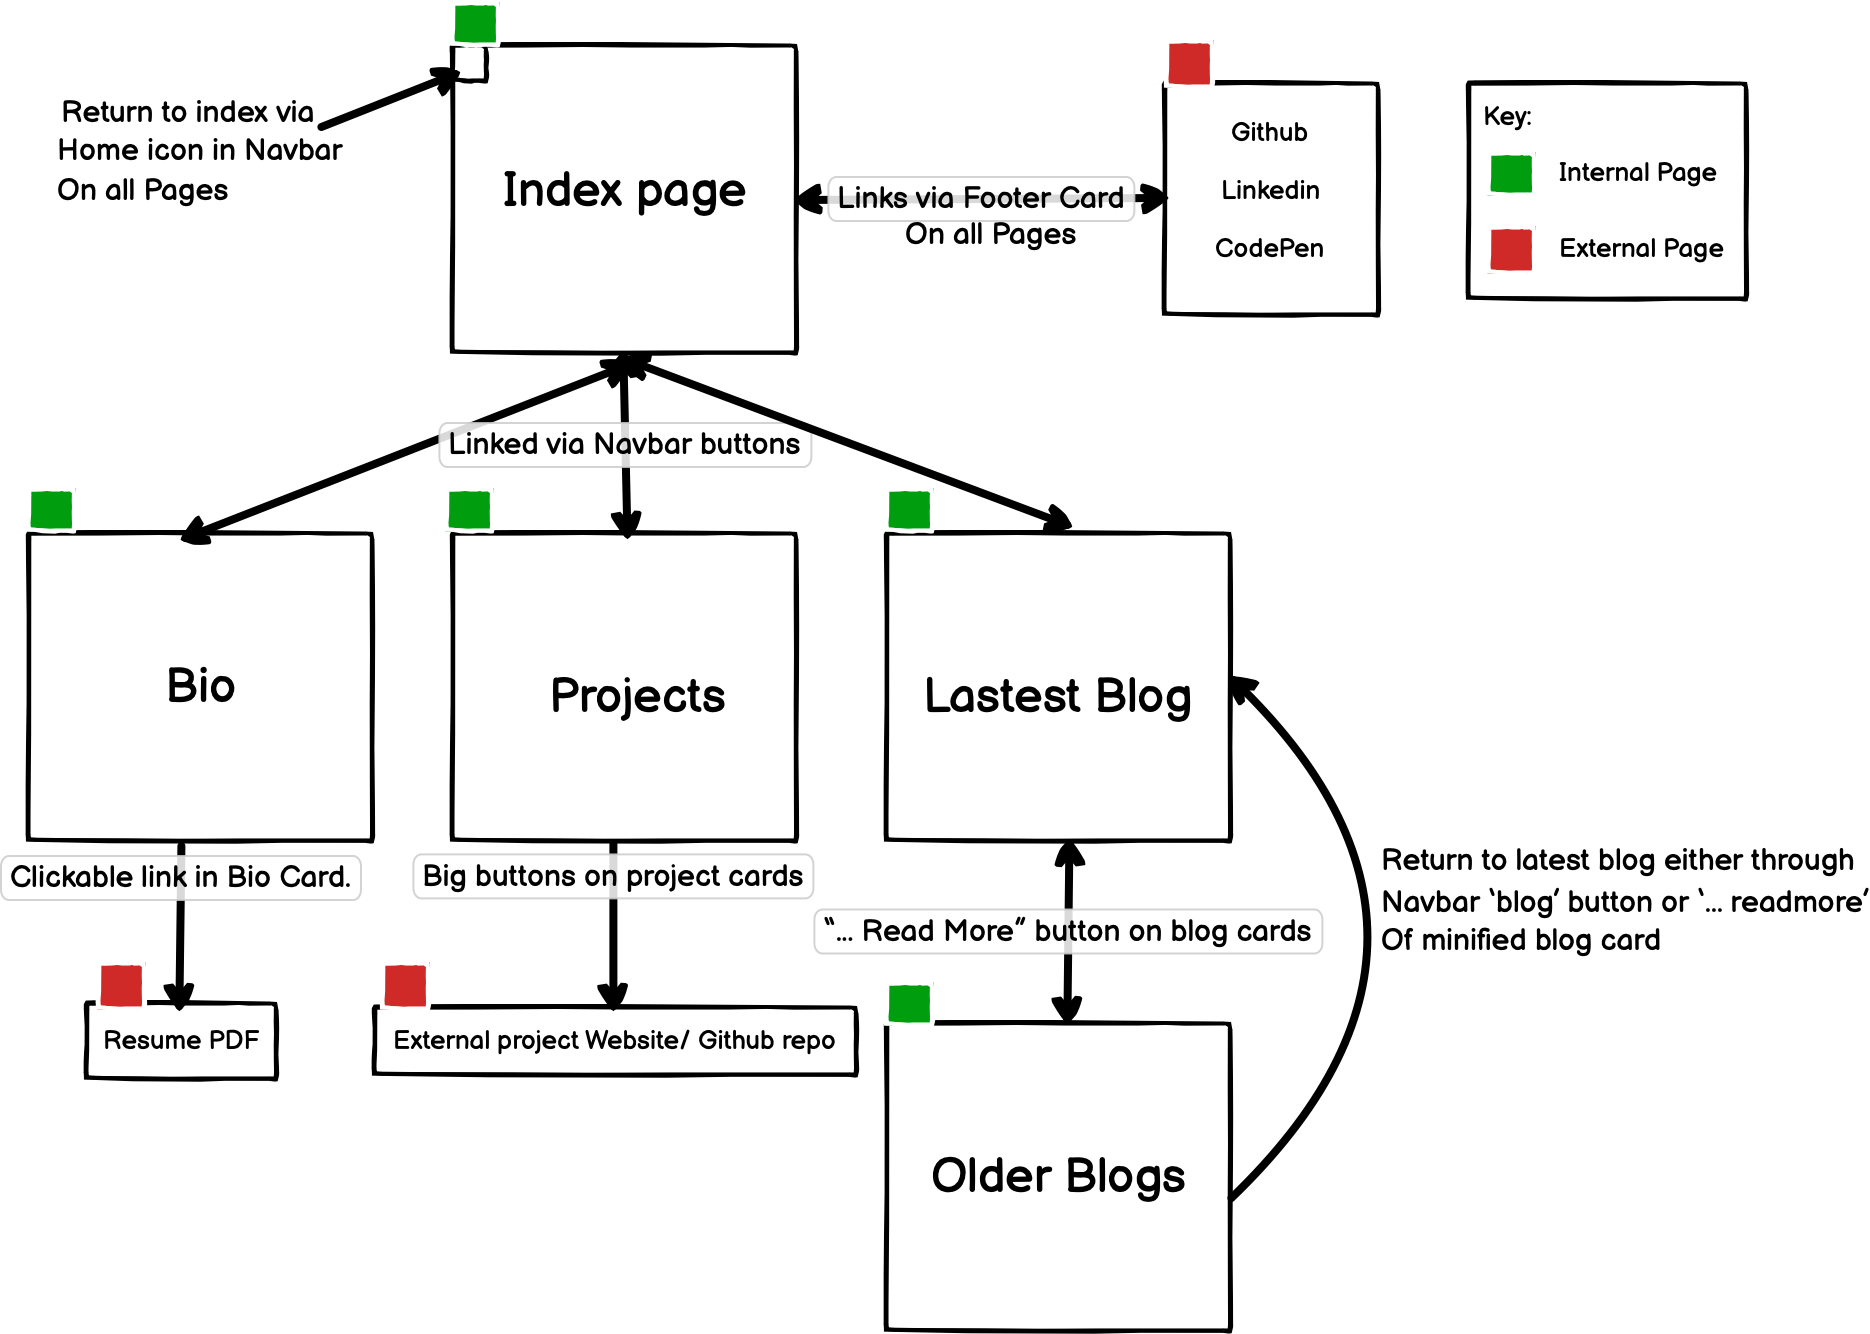 Return to index via
Home icon in Navbar
On all Pages
Index page
Links via Footer Card
On all Pages
Github
Linkedin
CodePen
Key:
Internal Page
External Page
Linked via Navbar buttons
Bio
Projects
Lastest Blog
Clickable link in Bio Card.
Big buttons on project cards
"... Read More" button on blog cards
Return to latest blog either through
Navbar 'blog' button or '... readmore'
Of minified blog card
Resume PDF
External project Website/ Github repo
Older Blogs